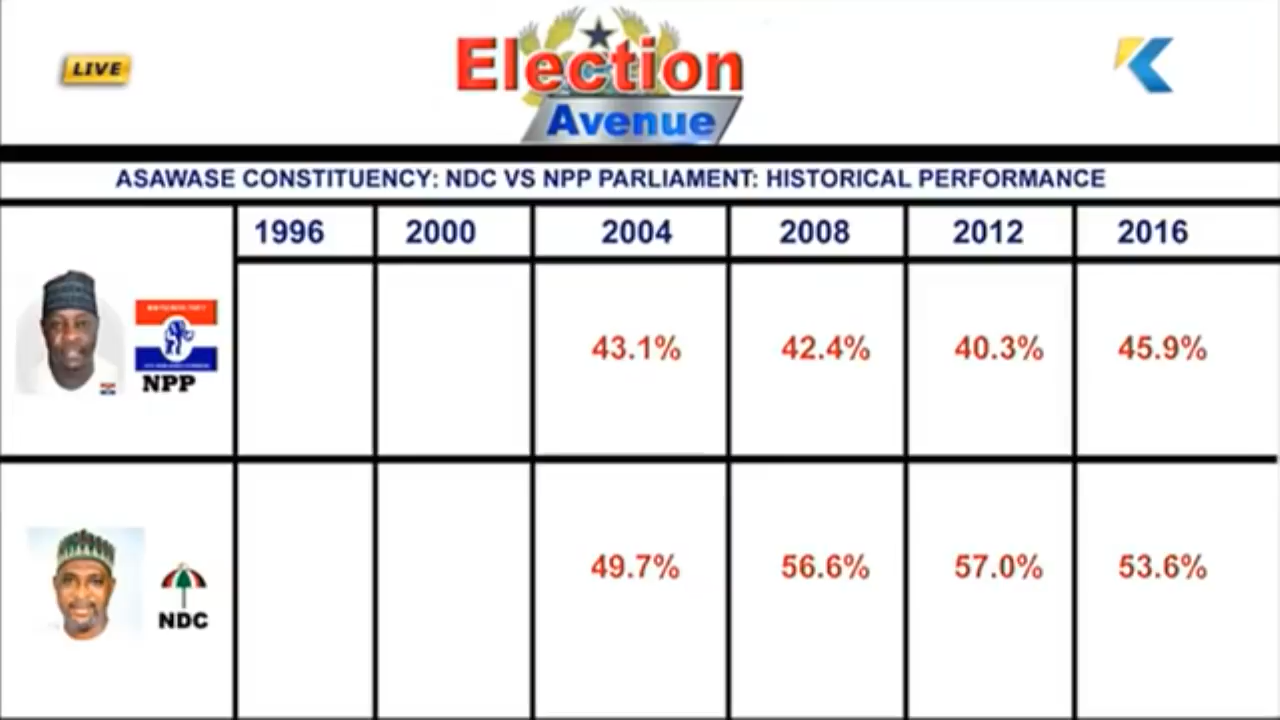 LIVE
Election
Avenue
ASAWASE CONSTITUENCY: NDC VS NPP PARLIAMENT: HISTORICAL PERFORMANCE
1996 2000 2004 2008 2012 2016
43.1% 42.4% 40.3% 45.9%
NPP
49.7% 56.6% 57.0% 53.6%
NDC